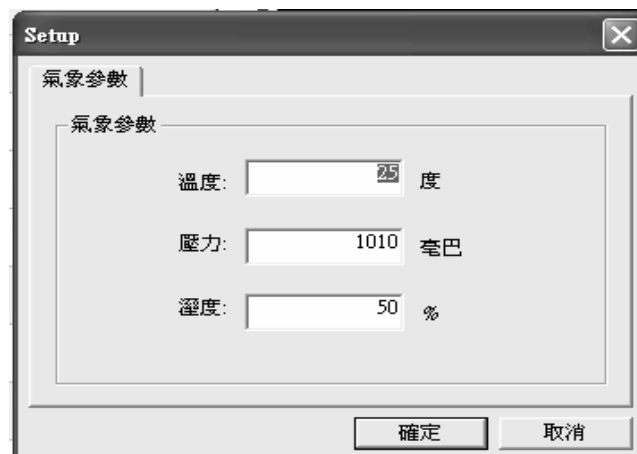 Setup
氣象參數
氣象參數
溫度: 25 度
壓力: 1010 毫巴
溼度: 50 %
確定 取消